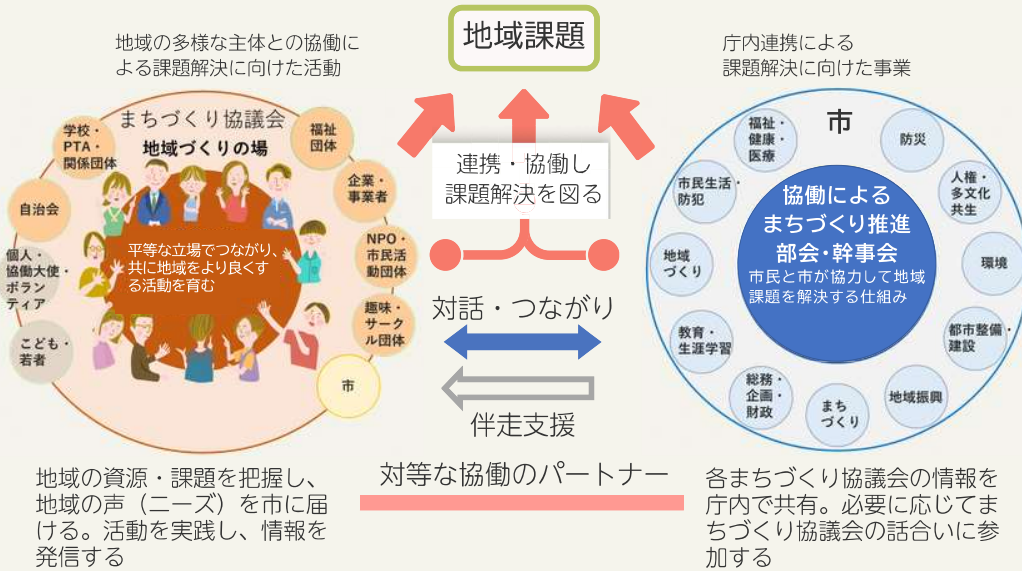 地域課題
地域の多様な主体との協働に
よる課題解決に向けた活動
庁内連携による
課題解決に向けた事業
まちづくり協議会
地域づくりの場
学校・
PTA・
関係団体
福祉
団体
自治会
企業・
事業者
個人・
協働大使・
ボラン
ティア
NPO・
市民活
動団体
こども・
若者
趣味・
サーク
ル団体
市
平等な立場でつながり、
共に地域をより良くす
る活動を育む
連携・協働し
課題解決を図る
対話・つながり
伴走支援
対等な協働のパートナー
市
福祉・
健康・
医療
防災
市民生活・
防犯
人権・
多文化
共生
地域
づくり
環境
教育・
生涯学習
都市整備・
建設
総務・
企画・
財政
まち
づくり
地域振興
協働による
まちづくり推進
部会・幹事会
市民と市が協力して地域
課題を解決する仕組み
地域の資源・課題を把握し、
地域の声（ニーズ）を市に届
ける。活動を実践し、情報を
発信する
各まちづくり協議会の情報を
庁内で共有。必要に応じてま
ちづくり協議会の話合いに参
加する